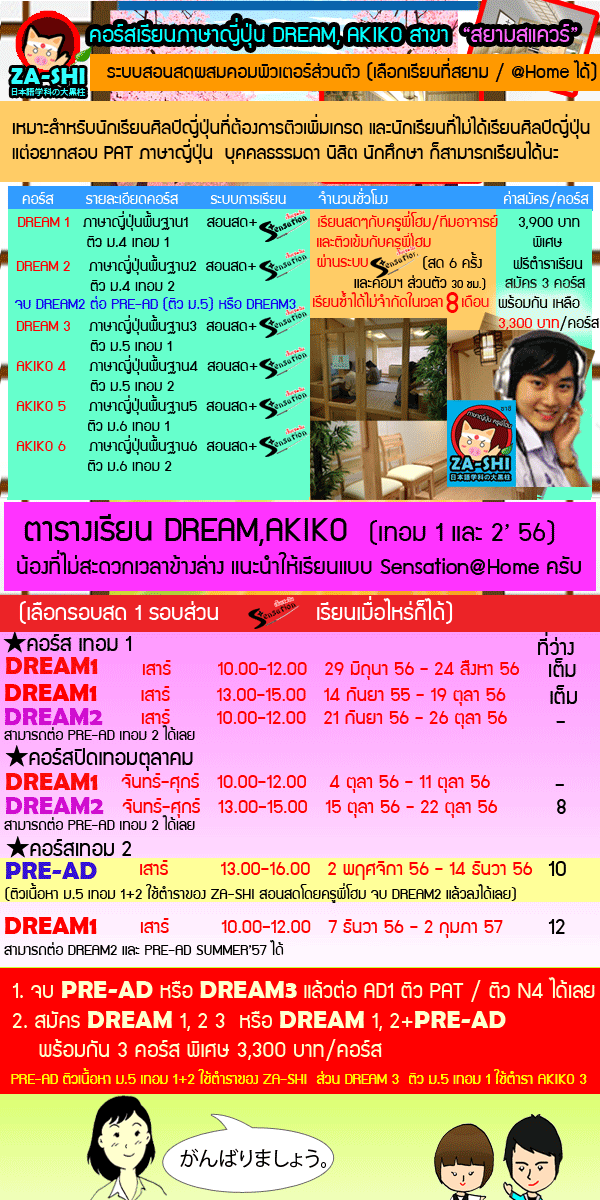 คอร์สเรียนภาษาญี่ปุ่น DREAM, AKIKO สาขา "สยามสแควร์"
ZA-SHI
日本語学科の大黒柱
ระบบสอนสดผสมคอมพิวเตอร์ส่วนตัว (เลือกเรียนที่สยาม / @Home ได้)
เหมาะสำหรับนักเรียนศิลป์ญี่ปุ่นที่ต้องการติวเพิ่มเกรด และนักเรียนที่ไม่ได้เรียนศิลป์ญี่ปุ่น
แต่อยากสอบ PAT ภาษาญี่ปุ่น บุคคลธรรมดา นิสิต นักศึกษา ก็สามารถเรียนได้นะ
คอร์ส รายละเอียดคอร์ส ระบบการเรียน จำนวนชั่วโมง ค่าสมัคร/คอร์ส
DREAM 1 ภาษาญี่ปุ่นพื้นฐาน1 สอนสด+ Sensation
ติว ม.4 เทอม 1
DREAM 2 ภาษาญี่ปุ่นพื้นฐาน2 สอนสด+ Sensation
ติว ม.4 เทอม 2
จบ DREAM2 ต่อ PRE-AD (ติว ม.5) หรือ DREAM3
DREAM 3 ภาษาญี่ปุ่นพื้นฐาน3 สอนสด+ Sensation
ติว ม.5 เทอม 1
AKIKO 4 ภาษาญี่ปุ่นพื้นฐาน4 สอนสด+ Sensation
ติว ม.5 เทอม 2
AKIKO 5 ภาษาญี่ปุ่นพื้นฐาน5 สอนสด+ Sensation
ติว ม.6 เทอม 1
AKIKO 6 ภาษาญี่ปุ่นพื้นฐาน6 สอนสด+ Sensation
ติว ม.6 เทอม 2
เรียนสดๆกับครูพี่โฮม/ทีมอาจารย์
และติวเข้มกับครูพี่โฮม
ผ่านระบบ Sensation (สด 6 ครั้ง
และคอมฯ ส่วนตัว 30 ชม.)
เรียนซ้ำได้ไม่จำกัดในเวลา 8 เดือน
3,900 บาท
พิเศษ
ฟรีตำราเรียน
สมัคร 3 คอร์ส
พร้อมกัน เหลือ
3,300 บาท/คอร์ส
ภาษาญี่ปุ่น ครูพี่โฮม
ZA-SHI
日本語学科の大黒柱
ตารางเรียน DREAM,AKIKO (เทอม 1 และ 2' 56)
น้องที่ไม่สะดวกเวลาข้างล่าง แนะนำให้เรียนแบบ Sensation@Home ครับ
(เลือกรอบสด 1 รอบส่วน Sensation เรียนเมื่อไหร่ก็ได้)
★คอร์ส เทอม 1 ที่ว่าง
DREAM1 เสาร์ 10.00-12.00 29 มิถุนา 56 - 24 สิงหา 56 เต็ม
DREAM1 เสาร์ 13.00-15.00 14 กันยา 55 - 19 ตุลา 56 เต็ม
DREAM2 เสาร์ 10.00-12.00 21 กันยา 56 - 26 ตุลา 56 -
สามารถต่อ PRE-AD เทอม 2 ได้เลย
★คอร์สปิดเทอมตุลาคม
DREAM1 จันทร์-ศุกร์ 10.00-12.00 4 ตุลา 56 - 11 ตุลา 56 -
DREAM2 จันทร์-ศุกร์ 13.00-15.00 15 ตุลา 56 - 22 ตุลา 56 8
สามารถต่อ PRE-AD เทอม 2 ได้เลย
★คอร์สเทอม 2
PRE-AD เสาร์ 13.00-16.00 2 พฤศจิกา 56 - 14 ธันวา 56 10
(ติวเนื้อหา ม.5 เทอม 1+2 ใช้ตำราของ ZA-SHI สอนสดโดยครูพี่โฮม จบ DREAM2 แล้วลงได้เลย)
DREAM1 เสาร์ 10.00-12.00 7 ธันวา 56 - 2 กุมภา 57 12
สามารถต่อ DREAM2 และ PRE-AD SUMMER'57 ได้
1. จบ PRE-AD หรือ DREAM3 แล้วต่อ AD1 ติว PAT / ติว N4 ได้เลย
2. สมัคร DREAM 1, 2 3 หรือ DREAM 1, 2+PRE-AD
พร้อมกัน 3 คอร์ส พิเศษ 3,300 บาท/คอร์ส
PRE-AD ติวเนื้อหา ม.5 เทอม 1+2 ใช้ตำราของ ZA-SHI ส่วน DREAM 3 ติว ม.5 เทอม 1 ใช้ตำรา AKIKO 3
がんばりましょう。